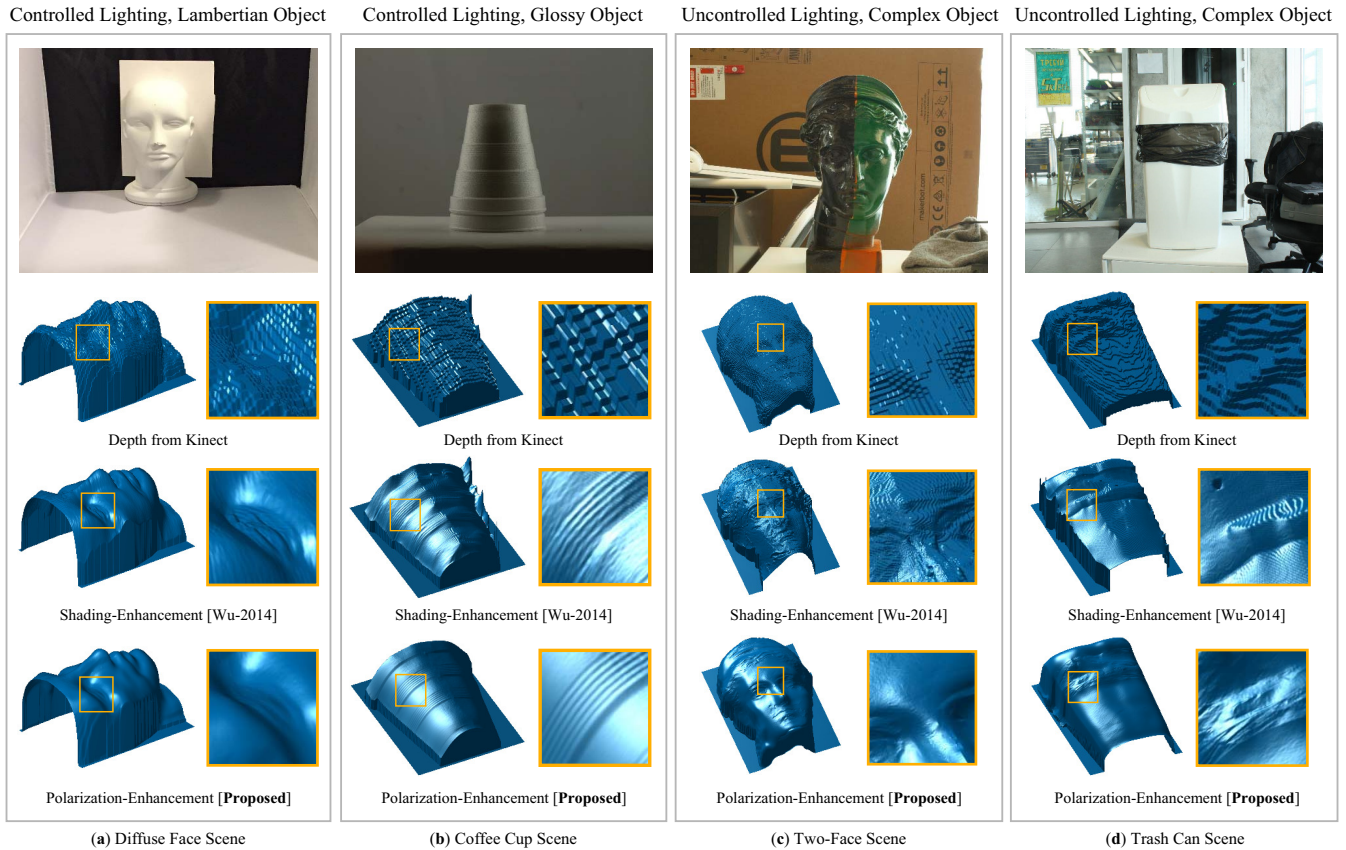 Controlled Lighting, Lambertian Object
Controlled Lighting, Glossy Object
Uncontrolled Lighting, Complex Object
Uncontrolled Lighting, Complex Object
makerbot.com
Depth from Kinect
Depth from Kinect
Depth from Kinect
Depth from Kinect
Shading-Enhancement [Wu-2014]
Shading-Enhancement [Wu-2014]
Shading-Enhancement [Wu-2014]
Shading-Enhancement [Wu-2014]
Polarization-Enhancement [Proposed]
Polarization-Enhancement [Proposed]
Polarization-Enhancement [Proposed]
Polarization-Enhancement [Proposed]
(a) Diffuse Face Scene
(b) Coffee Cup Scene
(c) Two-Face Scene
(d) Trash Can Scene